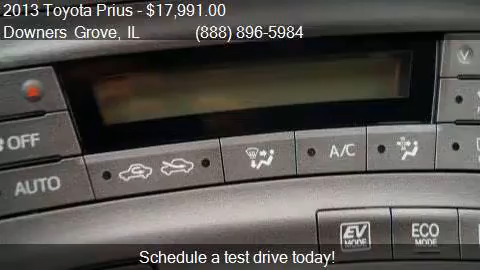 2013 Toyota Prius - $17,991.00
Downers Grove, IL (888) 896-5984
OFF
A/C
AUTO
EV MODE
ECO MODE
Schedule a test drive today!